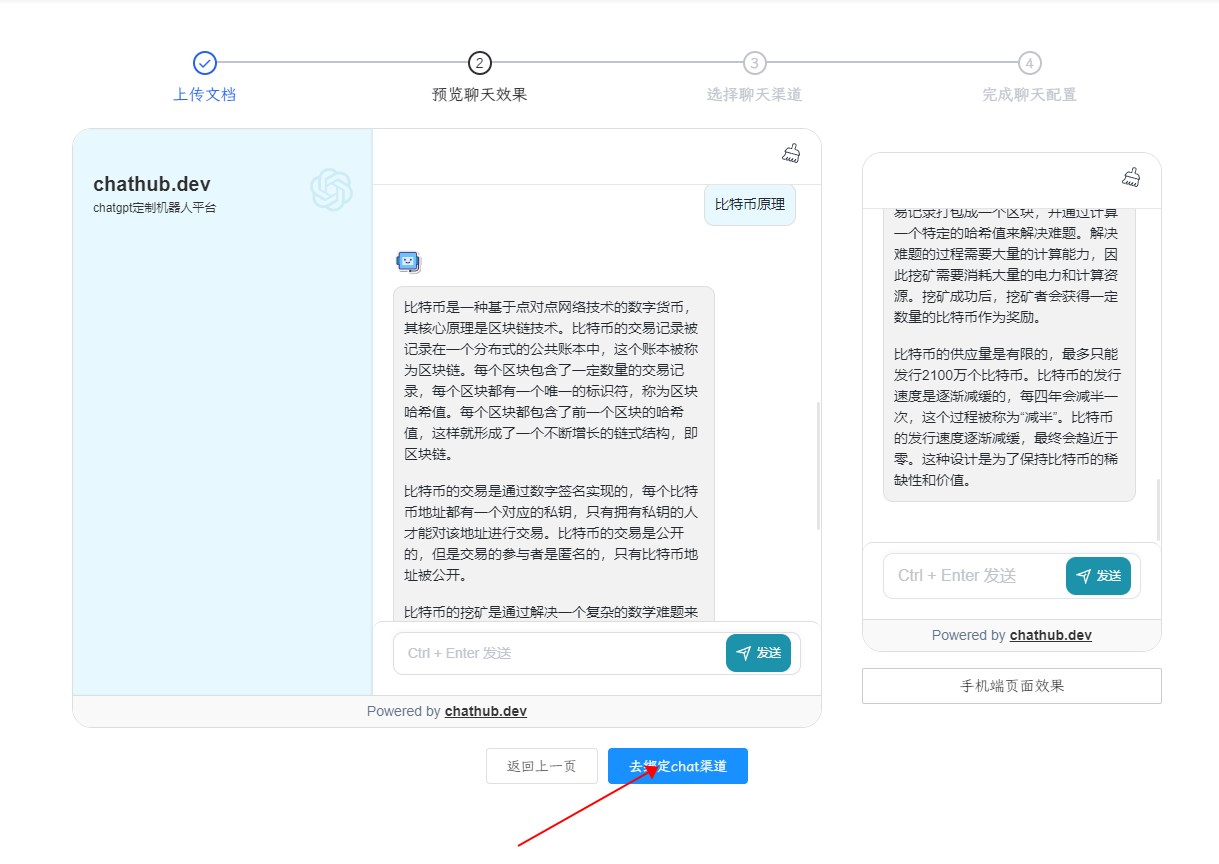 2
3
4
上传文档
预览聊天效果
选择聊天渠道
完成聊天配置
chathub.dev
chatgpt定制机器人平台
比特币原理
比特币是一种基于点对点网络技术的数字货币，
其核心原理是区块链技术。比特币的交易记录被
记录在一个分布式的公共账本中，这个账本被称
为区块链。每个区块包含了一定数量的交易记
录，每个区块都有一个唯一的标识符，称为区块
哈希值。每个区块都包含了前一个区块的哈希
值，这样就形成了一个不断增长的链式结构，即
区块链。
比特币的交易是通过数字签名实现的，每个比特
币地址都有一个对应的私钥，只有拥有私钥的人
才能对该地址进行交易。比特币的交易是公开
的，但是交易的参与者是匿名的，只有比特币地
址被公开。
比特币的挖矿是通过解决一个复杂的数学难题来
Ctrl + Enter 发送
发送
Powered by chathub.dev
易记录打包成一个区块，并通过计算
一个特定的哈希值来解决难题。解决
难题的过程需要大量的计算能力，因
此挖矿需要消耗大量的电力和计算资
源。挖矿成功后，挖矿者会获得一定
数量的比特币作为奖励。
比特币的供应量是有限的，最多只能
发行2100万个比特币。比特币的发行
速度是逐渐减缓的，每四年会减半一
次，这个过程被称为“减半”。比特币
的发行速度逐渐减缓，最终会趋近于
零。这种设计是为了保持比特币的稀
缺性和价值。
Ctrl + Enter 发送
发送
Powered by chathub.dev
手机端页面效果
返回上一页
去绑定chat渠道